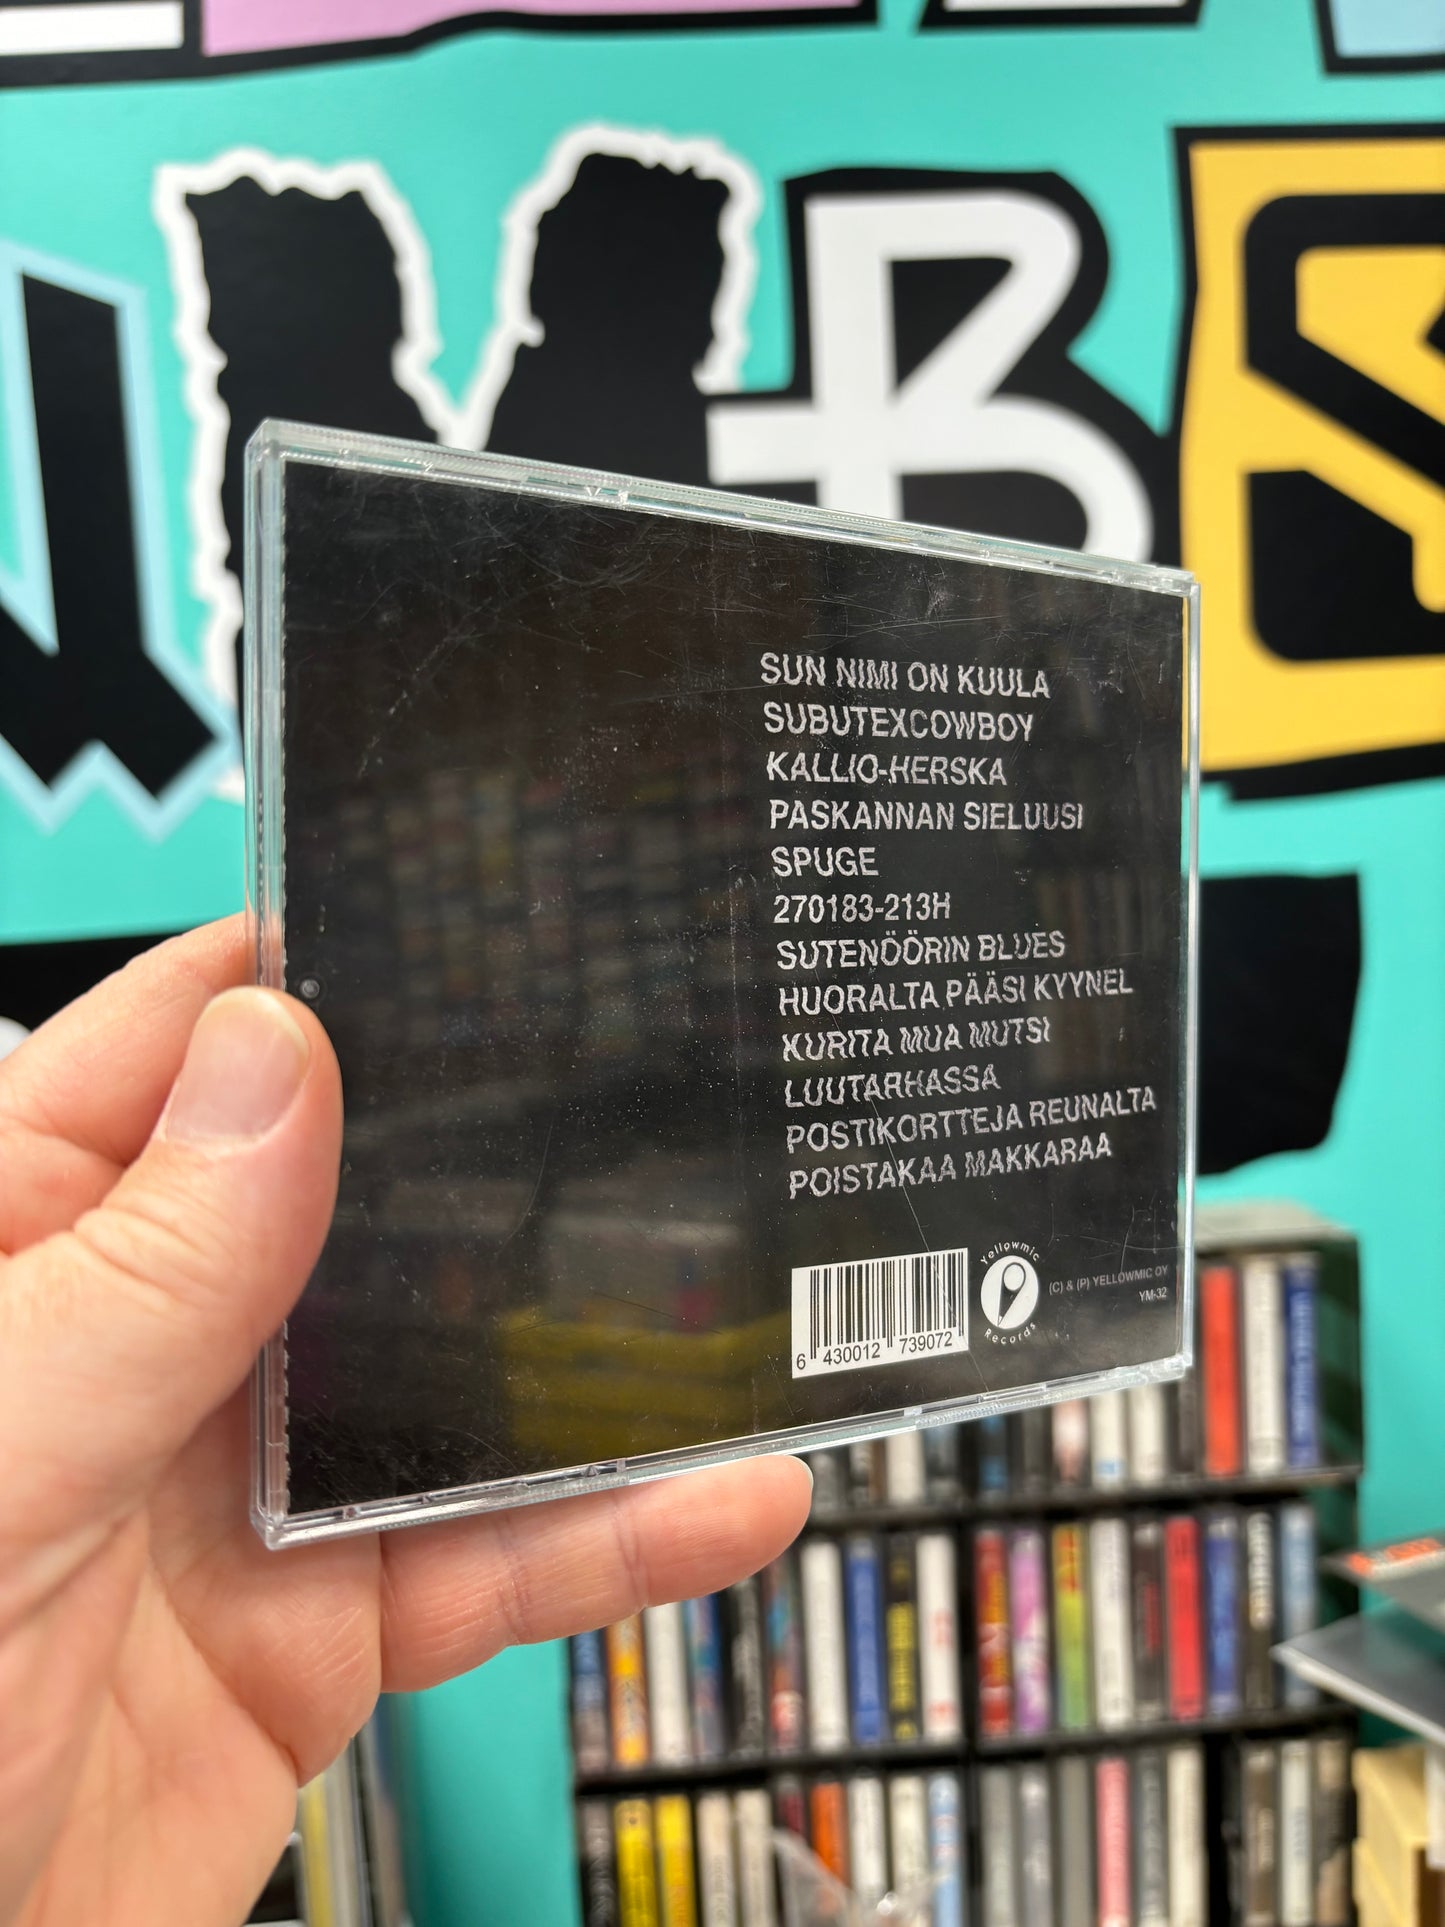 SUN NIMI ON KUULA
SUBUTEXCOWBOY
KALLIO-HERSKA
PASKANNAN SIELUUSI
SPUGE
270183-213H
SUTENÖÖRIN BLUES
HUORALTA PÄÄSI KYYNEL
KURITA MUA MUTSI
LUUTARHASSA
POSTIKORTTEJA REUNALTA
POISTAKAA MAKKARAA
Yellowmic
Records
(C) & (P) YELLOWMIC OY
YM-32
6 430012 739072